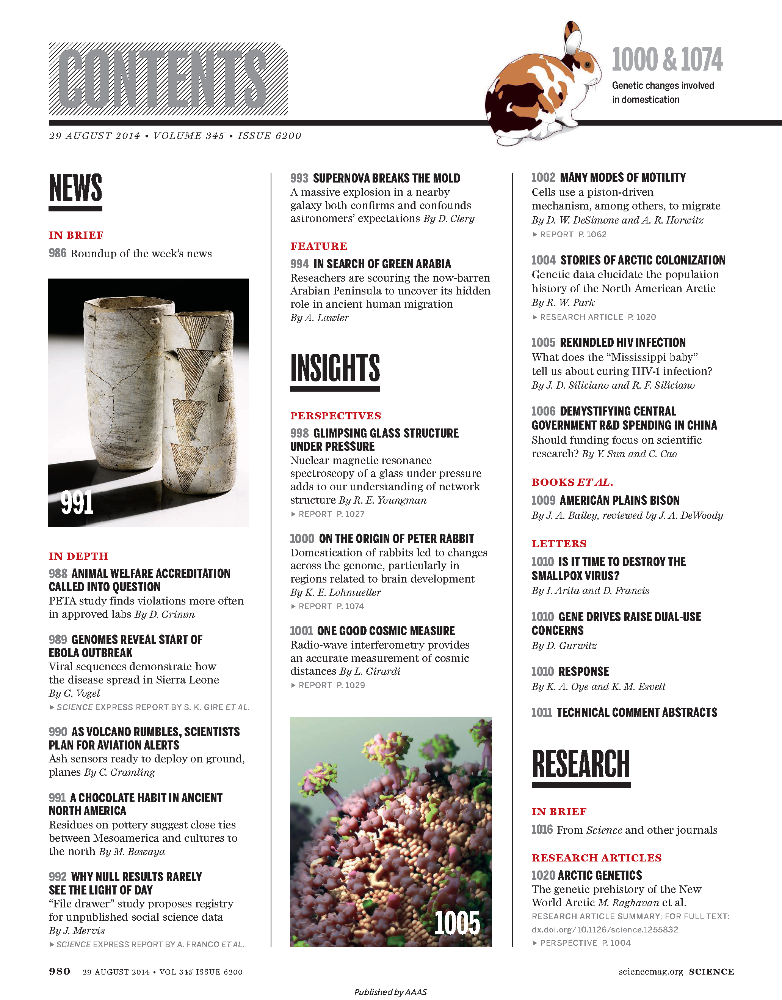 CONTENTS
1000 & 1074
Genetic changes involved
in domestication
29 AUGUST 2014 • VOLUME 345 • ISSUE 6200
NEWS
IN BRIEF
986 Roundup of the week’s news
991
IN DEPTH
988 ANIMAL WELFARE ACCREDITATION
CALLED INTO QUESTION
PETA study finds violations more often
in approved labs By D. Grimm
989 GENOMES REVEAL START OF
EBOLA OUTBREAK
Viral sequences demonstrate how
the disease spread in Sierra Leone
By G. Vogel
▶ SCIENCE EXPRESS REPORT BY S. K. GIRE ET AL.
990 AS VOLCANO RUMBLES, SCIENTISTS
PLAN FOR AVIATION ALERTS
Ash sensors ready to deploy on ground,
planes By C. Gramling
991 A CHOCOLATE HABIT IN ANCIENT
NORTH AMERICA
Residues on pottery suggest close ties
between Mesoamerica and cultures to
the north By M. Bawaya
992 WHY NULL RESULTS RARELY
SEE THE LIGHT OF DAY
“File drawer” study proposes registry
for unpublished social science data
By J. Mervis
▶ SCIENCE EXPRESS REPORT BY A. FRANCO ET AL.
993 SUPERNOVA BREAKS THE MOLD
A massive explosion in a nearby
galaxy both confirms and confounds
astronomers’ expectations By D. Clery
FEATURE
994 IN SEARCH OF GREEN ARABIA
Reseachers are scouring the now-barren
Arabian Peninsula to uncover its hidden
role in ancient human migration
By A. Lawler
INSIGHTS
PERSPECTIVES
998 GLIMPSING GLASS STRUCTURE
UNDER PRESSURE
Nuclear magnetic resonance
spectroscopy of a glass under pressure
adds to our understanding of network
structure By R. E. Youngman
▶ REPORT P. 1027
1000 ON THE ORIGIN OF PETER RABBIT
Domestication of rabbits led to changes
across the genome, particularly in
regions related to brain development
By K. E. Lohmueller
▶ REPORT P. 1074
1001 ONE GOOD COSMIC MEASURE
Radio-wave interferometry provides
an accurate measurement of cosmic
distances By L. Girardi
▶ REPORT P. 1029
1005
1002 MANY MODES OF MOTILITY
Cells use a piston-driven
mechanism, among others, to migrate
By D. W. DeSimone and A. R. Horwitz
▶ REPORT P. 1062
1004 STORIES OF ARCTIC COLONIZATION
Genetic data elucidate the population
history of the North American Arctic
By R. W. Park
▶ RESEARCH ARTICLE P. 1020
1005 REKINDLED HIV INFECTION
What does the “Mississippi baby”
tell us about curing HIV-1 infection?
By J. D. Siliciano and R. F. Siliciano
1006 DEMYSTIFYING CENTRAL
GOVERNMENT R&D SPENDING IN CHINA
Should funding focus on scientific
research? By Y. Sun and C. Cao
BOOKS ET AL.
1009 AMERICAN PLAINS BISON
By J. A. Bailey, reviewed by J. A. DeWoody
LETTERS
1010 IS IT TIME TO DESTROY THE
SMALLPOX VIRUS?
By I. Arita and D. Francis
1010 GENE DRIVES RAISE DUAL-USE
CONCERNS
By D. Gurwitz
1010 RESPONSE
By K. A. Oye and K. M. Esvelt
1011 TECHNICAL COMMENT ABSTRACTS
RESEARCH
IN BRIEF
1016 From Science and other journals
RESEARCH ARTICLES
1020 ARCTIC GENETICS
The genetic prehistory of the New
World Arctic M. Raghavan et al.
RESEARCH ARTICLE SUMMARY; FOR FULL TEXT:
dx.doi.org/10.1126/science.1255832
▶ PERSPECTIVE P. 1004
980 29 AUGUST 2014 • VOL 345 ISSUE 6200
sciencemag.org SCIENCE
Published by AAAS